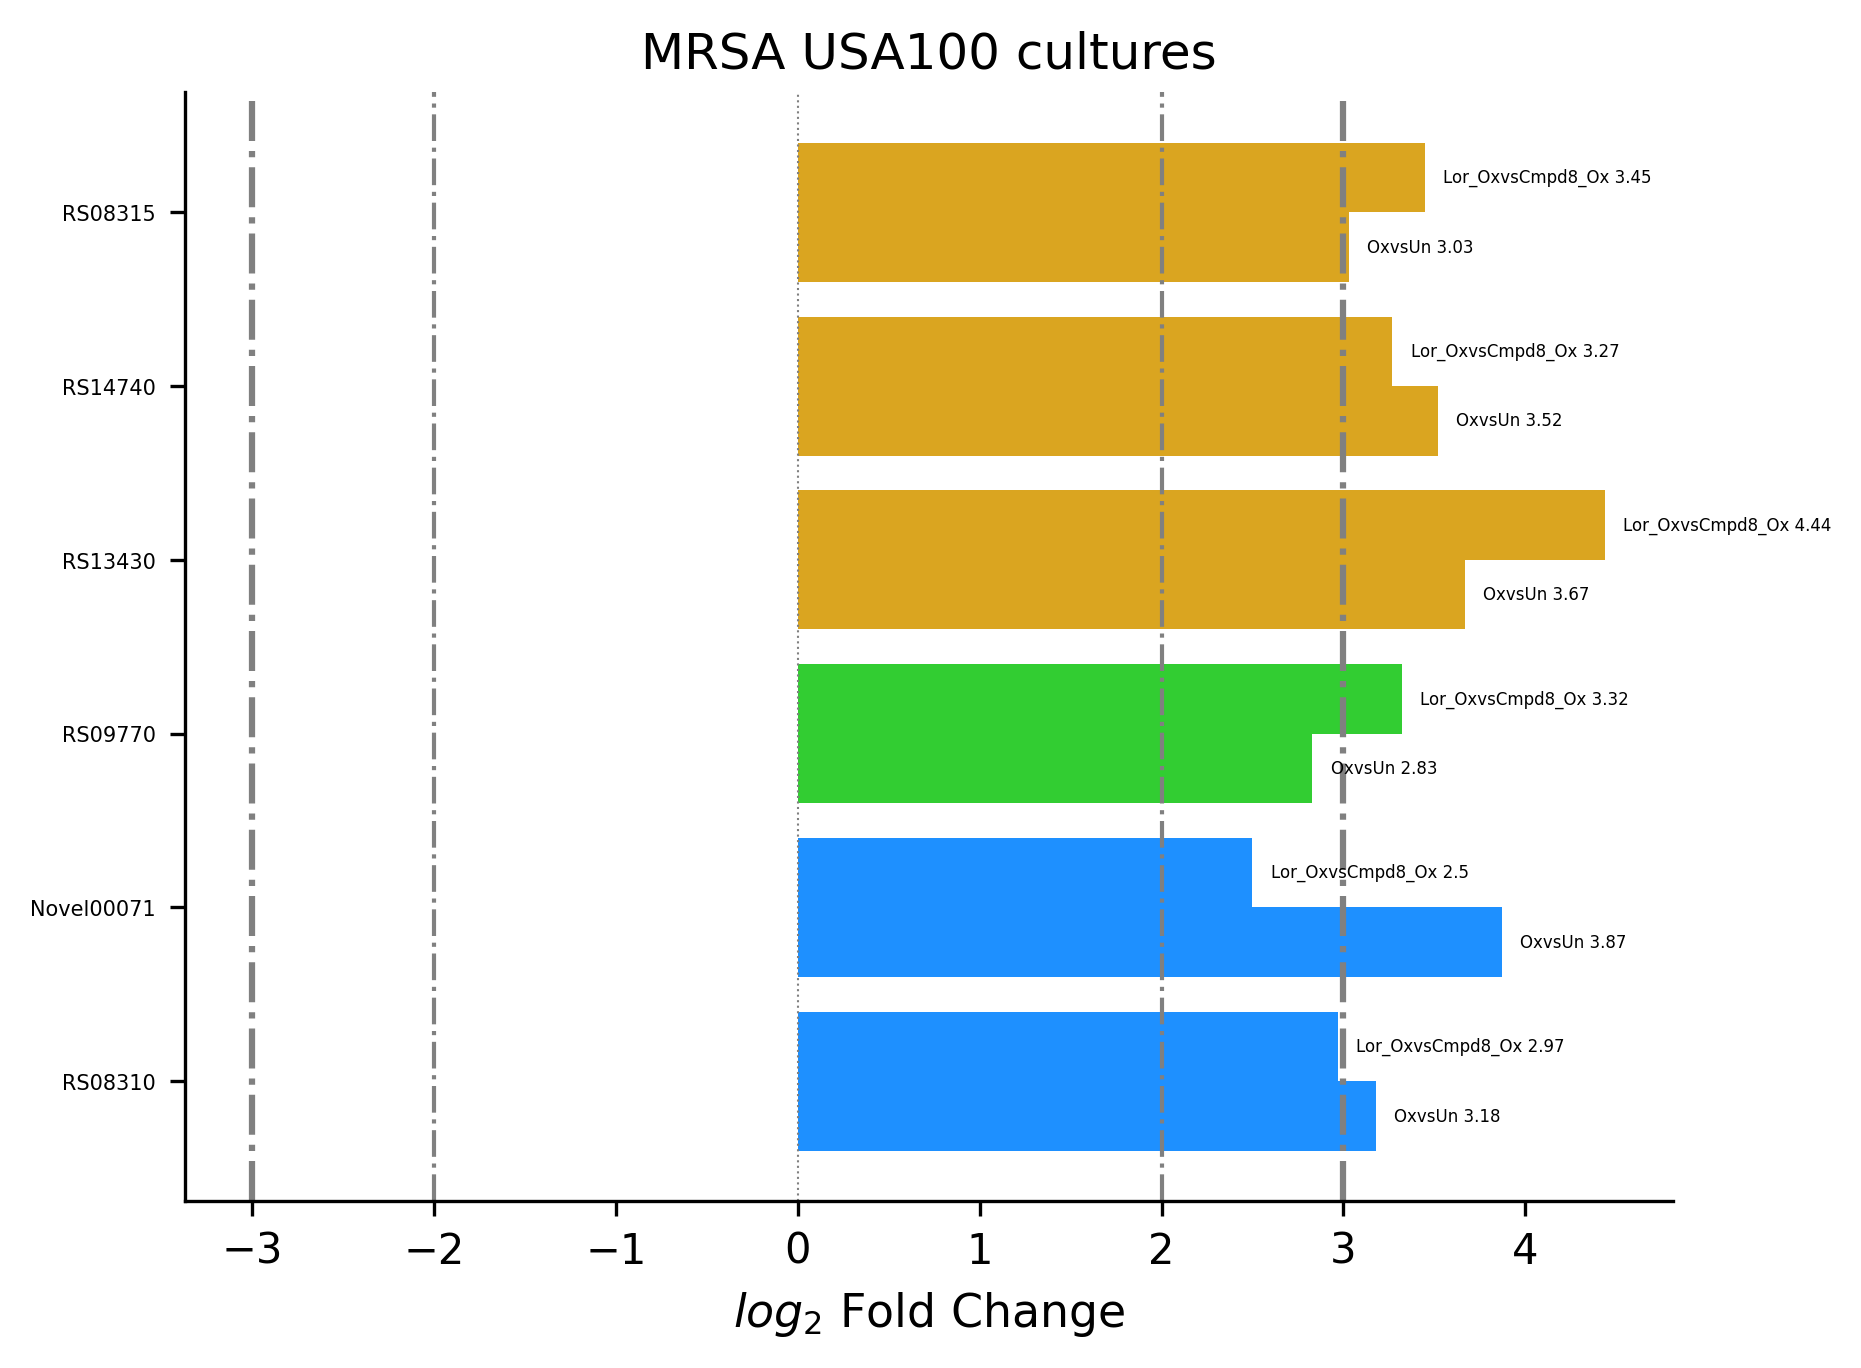 MRSA USA100 cultures
RS08315
Lor_OxvsCmpd8_Ox 3.45
OxvsUn 3.03
RS14740
Lor_OxvsCmpd8_Ox 3.27
OxvsUn 3.52
RS13430
Lor_OxvsCmpd8_Ox 4.44
OxvsUn 3.67
RS09770
Lor_OxvsCmpd8_Ox 3.32
OxvsUn 2.83
Novel00071
Lor_OxvsCmpd8_Ox 2.5
OxvsUn 3.87
RS08310
Lor_OxvsCmpd8_Ox 2.97
OxvsUn 3.18
−3 −2 −1 0 1 2 3 4
log₂ Fold Change